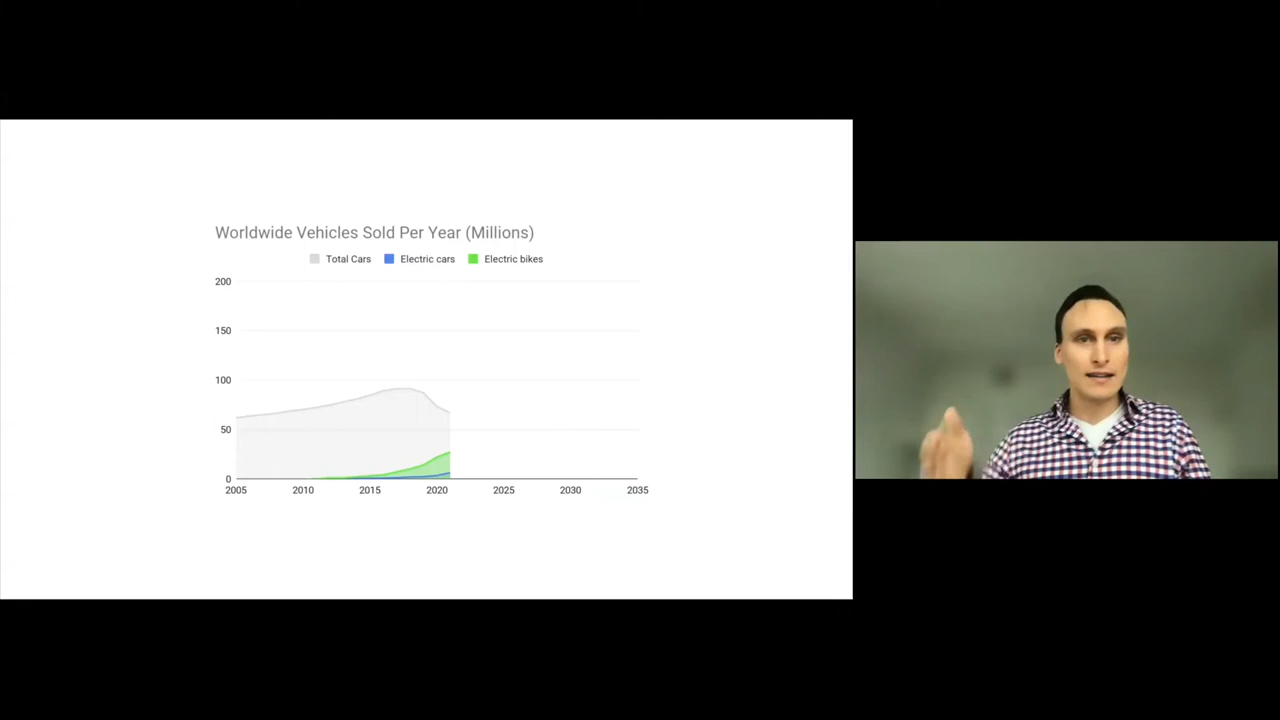 Worldwide Vehicles Sold Per Year (Millions)
Total Cars Electric cars Electric bikes
200
150
100
50
0
2005 2010 2015 2020 2025 2030 2035